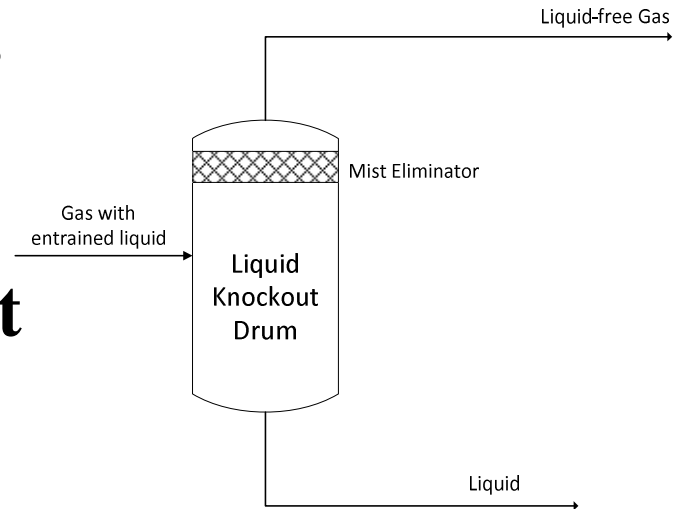 Liquid-free Gas
Mist Eliminator
Gas with
entrained liquid
Liquid
Knockout
Drum
t
Liquid